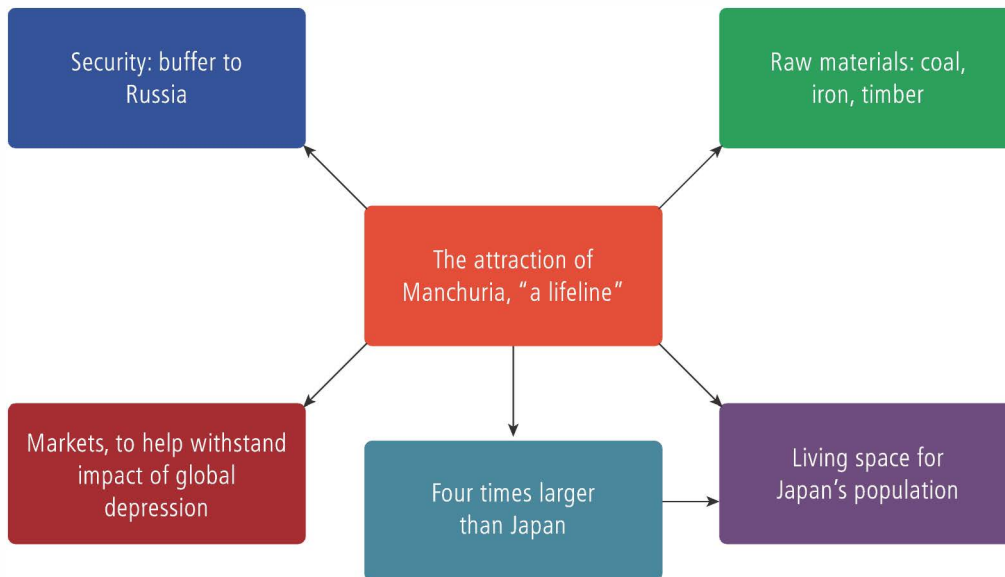 Security: buffer to
Russia
Raw materials: coal,
iron, timber
The attraction of
Manchuria, “a lifeline”
Markets, to help withstand
impact of global
depression
Four times larger
than Japan
Living space for
Japan’s population